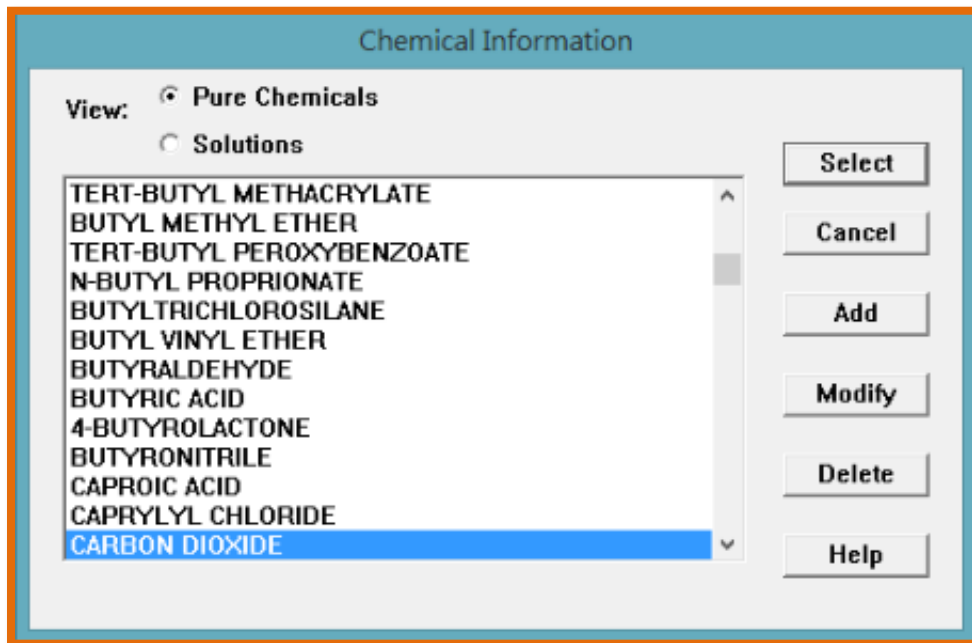 Chemical Information
View:
Pure Chemicals
Solutions
TERT-BUTYL METHACRYLATE
BUTYL METHYL ETHER
TERT-BUTYL PEROXYBENZOATE
N-BUTYL PROPRIONATE
BUTYLTRICHLOROSILANE
BUTYL VINYL ETHER
BUTYRALDEHYDE
BUTYRIC ACID
4-BUTYROLACTONE
BUTYRONITRILE
CAPROIC ACID
CAPRYLYL CHLORIDE
CARBON DIOXIDE
Select
Cancel
Add
Modify
Delete
Help